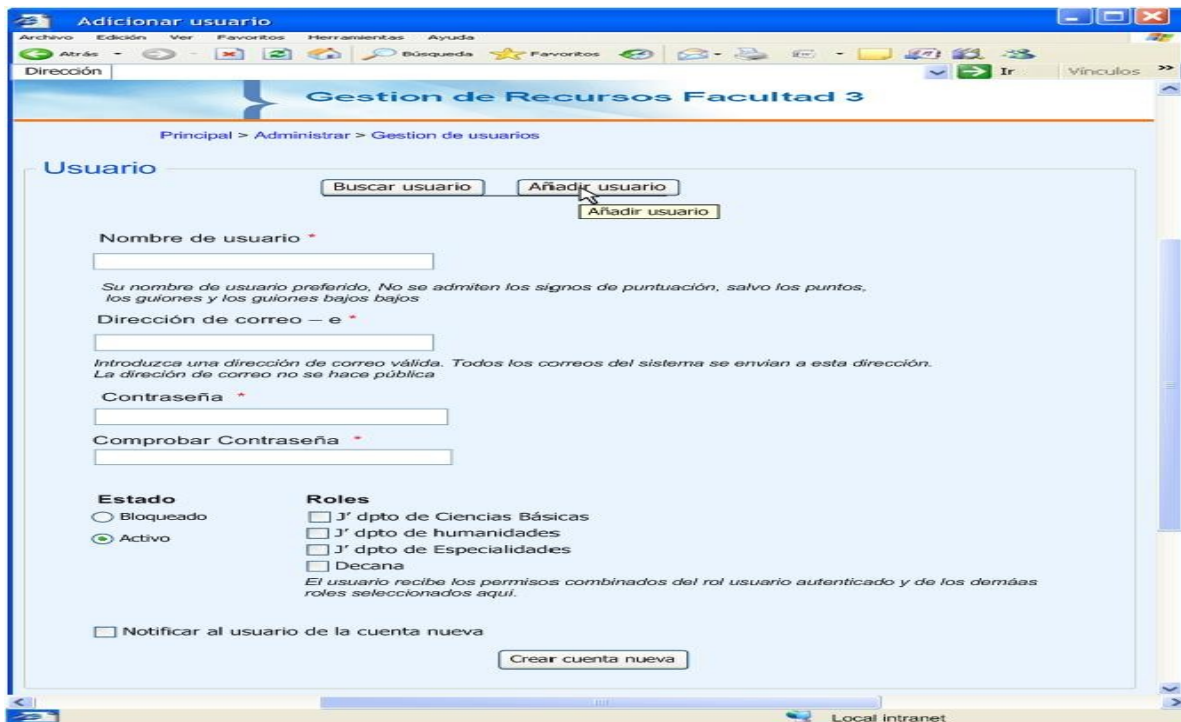 Adicionar usuario
Archivo Edición Ver Favoritos Herramientas Ayuda
Atrás Búsqueda Favoritos
Dirección Ir Vínculos »
Gestion de Recursos Facultad 3
Principal > Administrar > Gestion de usuarios
Usuario
Buscar usuario Añadir usuario
Añadir usuario
Nombre de usuario *
Su nombre de usuario preferido, No se admiten los signos de puntuación, salvo los puntos,
los guiones y los guiones bajos bajos
Dirección de correo – e *
Introduzca una dirección de correo válida. Todos los correos del sistema se envian a esta dirección.
La direción de correo no se hace pública
Contraseña *
Comprobar Contraseña *
Estado Roles
Bloqueado J' dpto de Ciencias Básicas
Activo J' dpto de humanidades
J' dpto de Especialidades
Decana
El usuario recibe los permisos combinados del rol usuario autenticado y de los demáas
roles seleccionados aquí.
Notificar al usuario de la cuenta nueva
Crear cuenta nueva
Local intranet